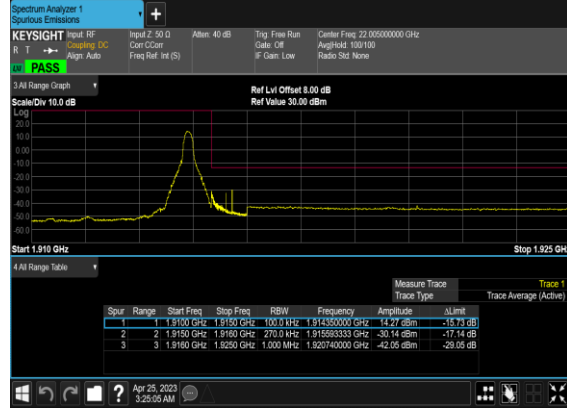 Spectrum Analyzer 1
Spurious Emissions
KEYSIGHT Input: RF Input Z: 50 Ω Atten: 40 dB Trig: Free Run Center Freq: 22.005000000 GHz
R T Coupling: DC Corr CCorr Gate: Off Avg|Hold: 100/100
Align: Auto Freq Ref: Int (S) IF Gain: Low Radio Std: None
LW PASS
3 All Range Graph
Ref Lvl Offset 8.00 dB
Scale/Div 10.0 dB Ref Value 30.00 dBm
Log
20.0
10.0
0.00
-10.0
-20.0
-30.0
-40.0
-50.0
-60.0
Start 1.910 GHz Stop 1.925 GH
4 All Range Table
Measure Trace Trace 1
Trace Type Trace Average (Active)
Spur Range Start Freq Stop Freq RBW Frequency Amplitude ΔLimit
1 1 1.9100 GHz 1.9150 GHz 100.0 kHz 1.914350000 GHz 14.27 dBm -15.73 dB
2 2 1.9150 GHz 1.9160 GHz 270.0 kHz 1.915593333 GHz -30.14 dBm -17.14 dB
3 3 1.9160 GHz 1.9250 GHz 1.000 MHz 1.920740000 GHz -42.05 dBm -29.05 dB
? Apr 25, 2023
3:25:05 AM